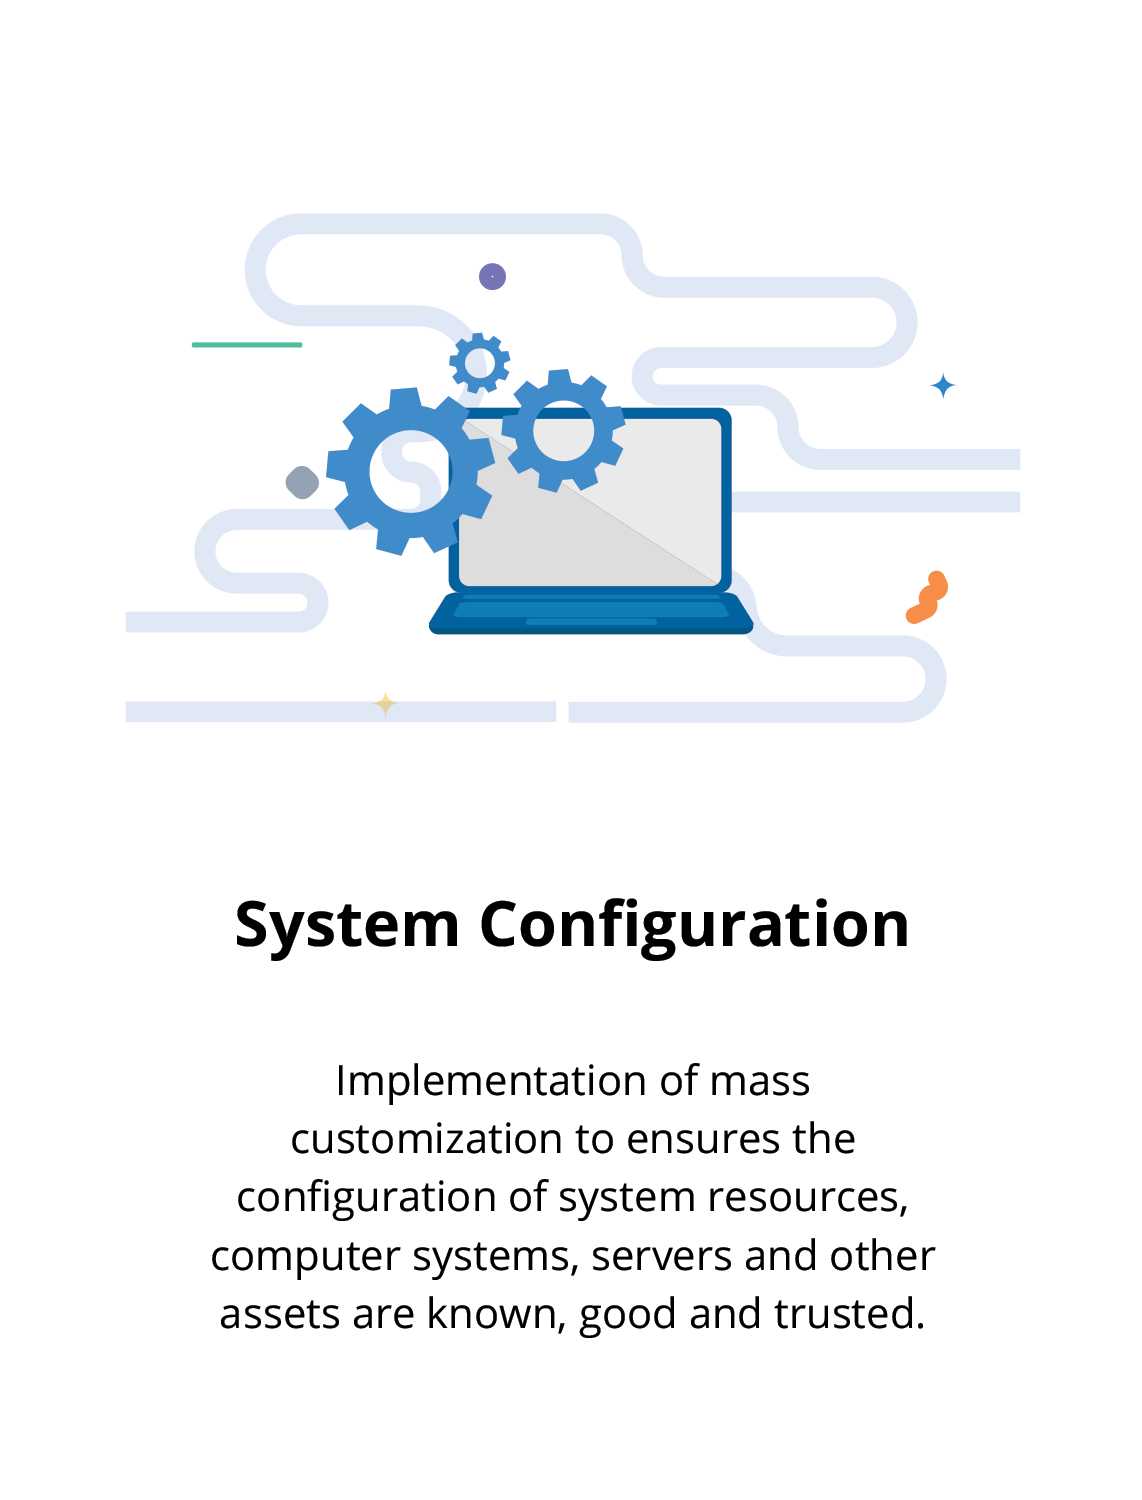 System Configuration
Implementation of mass
customization to ensures the
configuration of system resources,
computer systems, servers and other
assets are known, good and trusted.